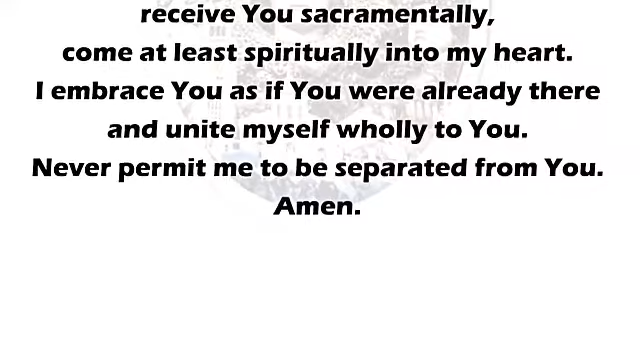 receive You sacramentally,
come at least spiritually into my heart.
I embrace You as if You were already there
and unite myself wholly to You.
Never permit me to be separated from You.
Amen.